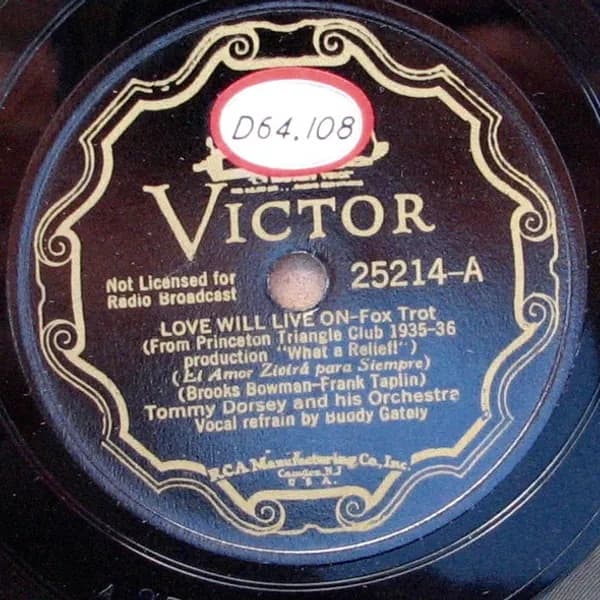 D64.108
VICTOR
Not Licensed for
Radio Broadcast
25214-A
LOVE WILL LIVE ON-Fox Trot
(From Princeton Triangle Club 1935-36
production "What a Relief!")
(El Amor Vivirá para Siempre)
(Brooks Bowman-Frank Taplin)
Tommy Dorsey and his Orchestra
Vocal refrain by Buddy Gately
R.C.A. Manufacturing Co., Inc.
Camden, N.J.
U.S.A.